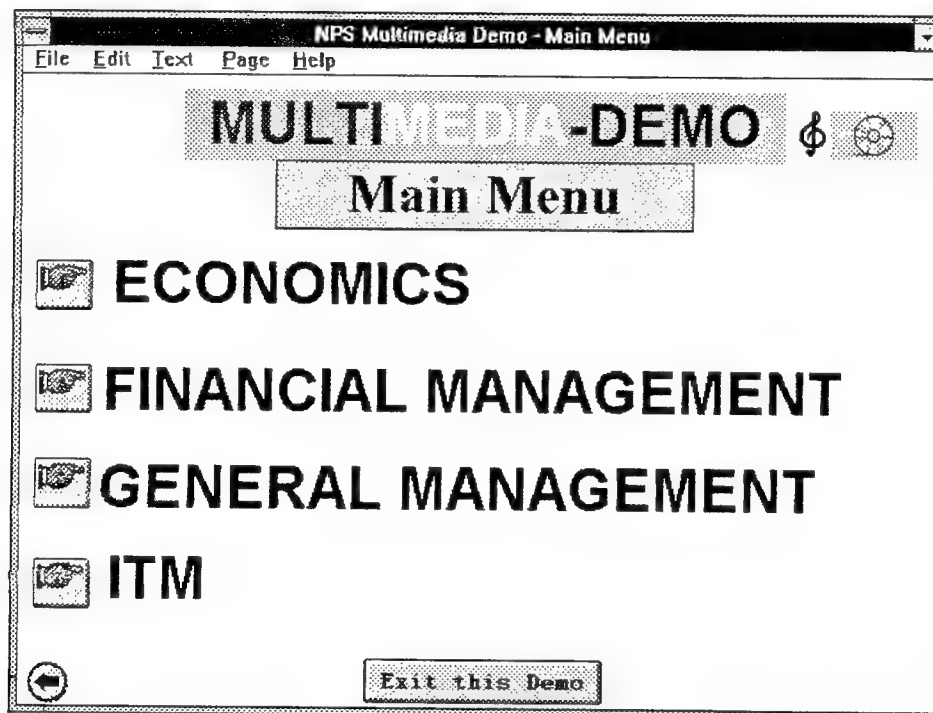 NPS Multimedia Demo - Main Menu
File Edit Text Page Help
MULTIMEDIA-DEMO
Main Menu
ECONOMICS
FINANCIAL MANAGEMENT
GENERAL MANAGEMENT
ITM
Exit this Demo